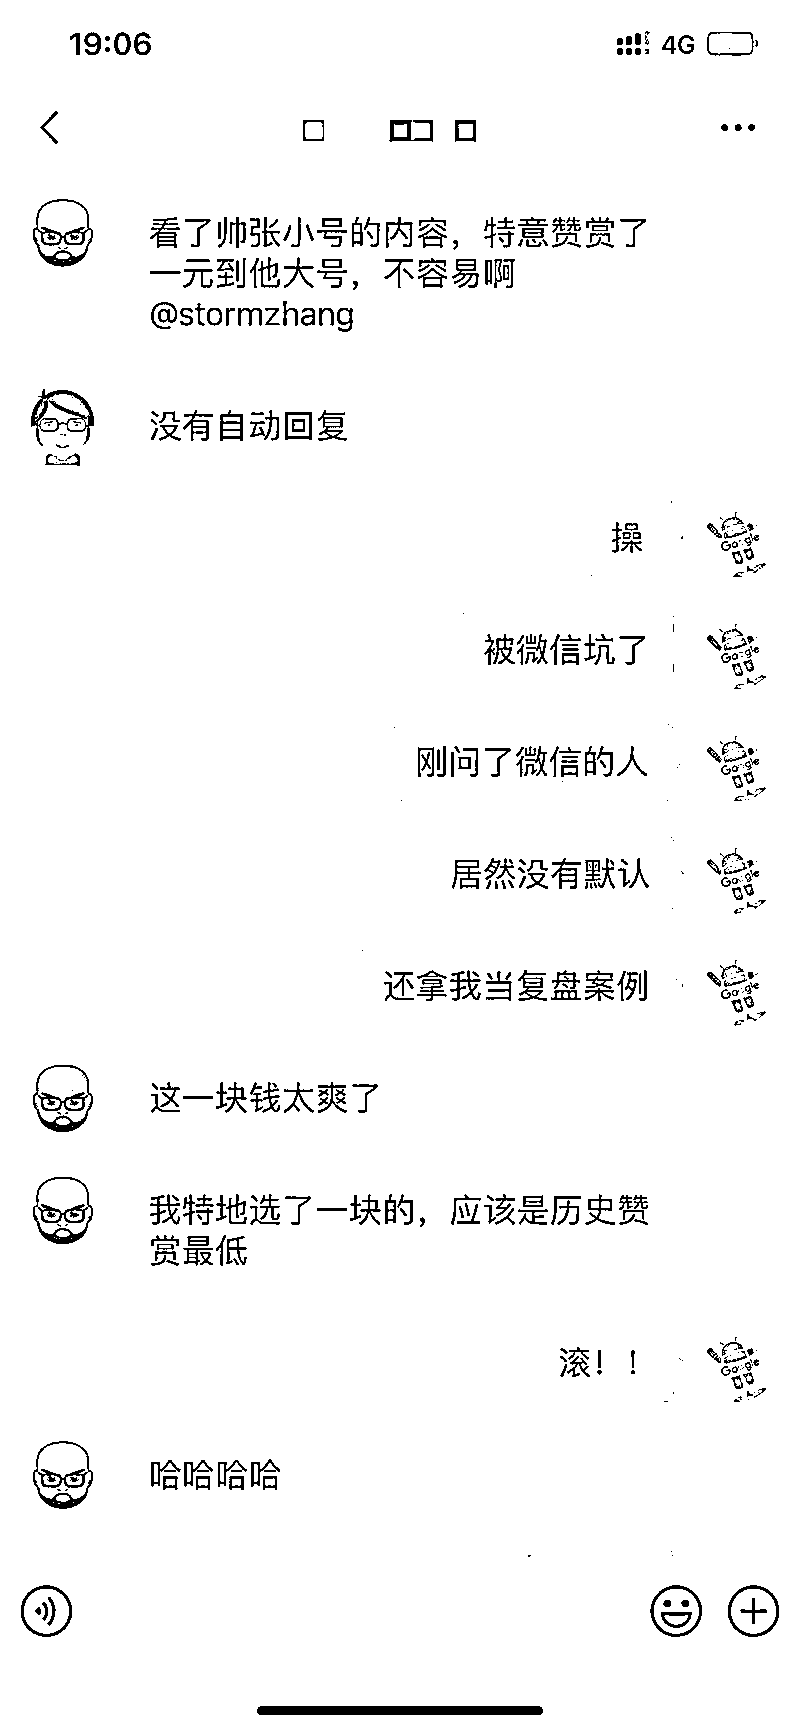 19:06
4G
看了帅张小号的内容，特意赞赏了
一元到他大号，不容易啊
@stormzhang
没有自动回复
操
被微信坑了
刚问了微信的人
居然没有默认
还拿我当复盘案例
这一块钱太爽了
我特地选了一块的，应该是历史赞
赏最低
滚！！
哈哈哈哈